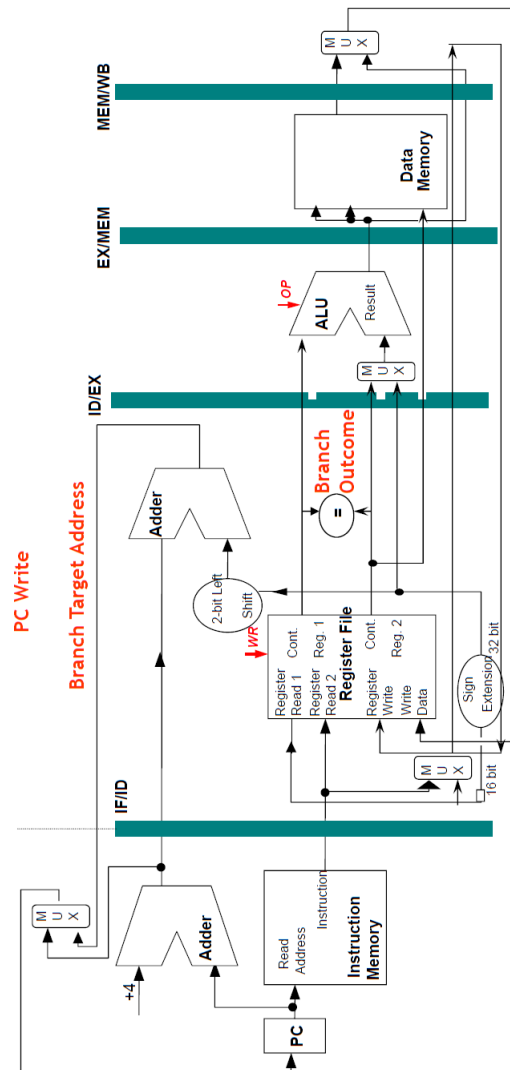 PC Write
Branch Target Address
IF/ID
ID/EX
EX/MEM
MEM/WB
M
U
X
+4
Adder
PC
Read
Address
Instruction
Instruction
Memory
Adder
2-bit Left
Shift
WR
Register
Read 1
Register
Read 2
Register
Write
Write
Data
Cont.
Reg. 1
Cont.
Reg. 2
Register File
M
U
X
16 bit
Sign
Extension
32 bit
=
Branch
Outcome
M
U
X
OP
ALU
Result
Data
Memory
M
U
X